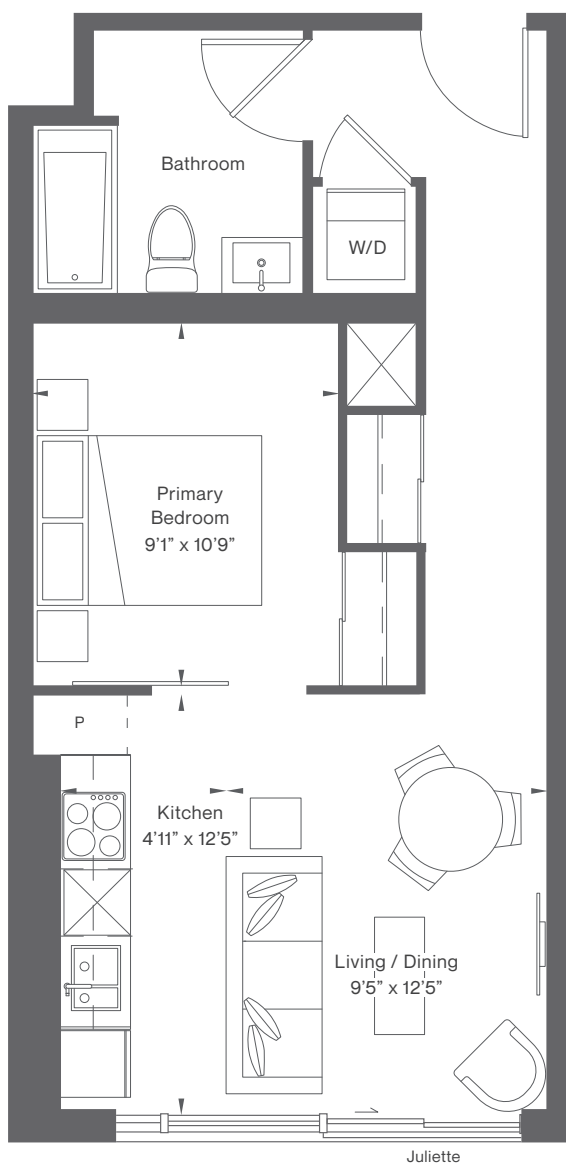 Bathroom
W/D
Primary
Bedroom
9’1” x 10’9”
P
Kitchen
4’11” x 12’5”
Living / Dining
9’5” x 12’5”
Juliette